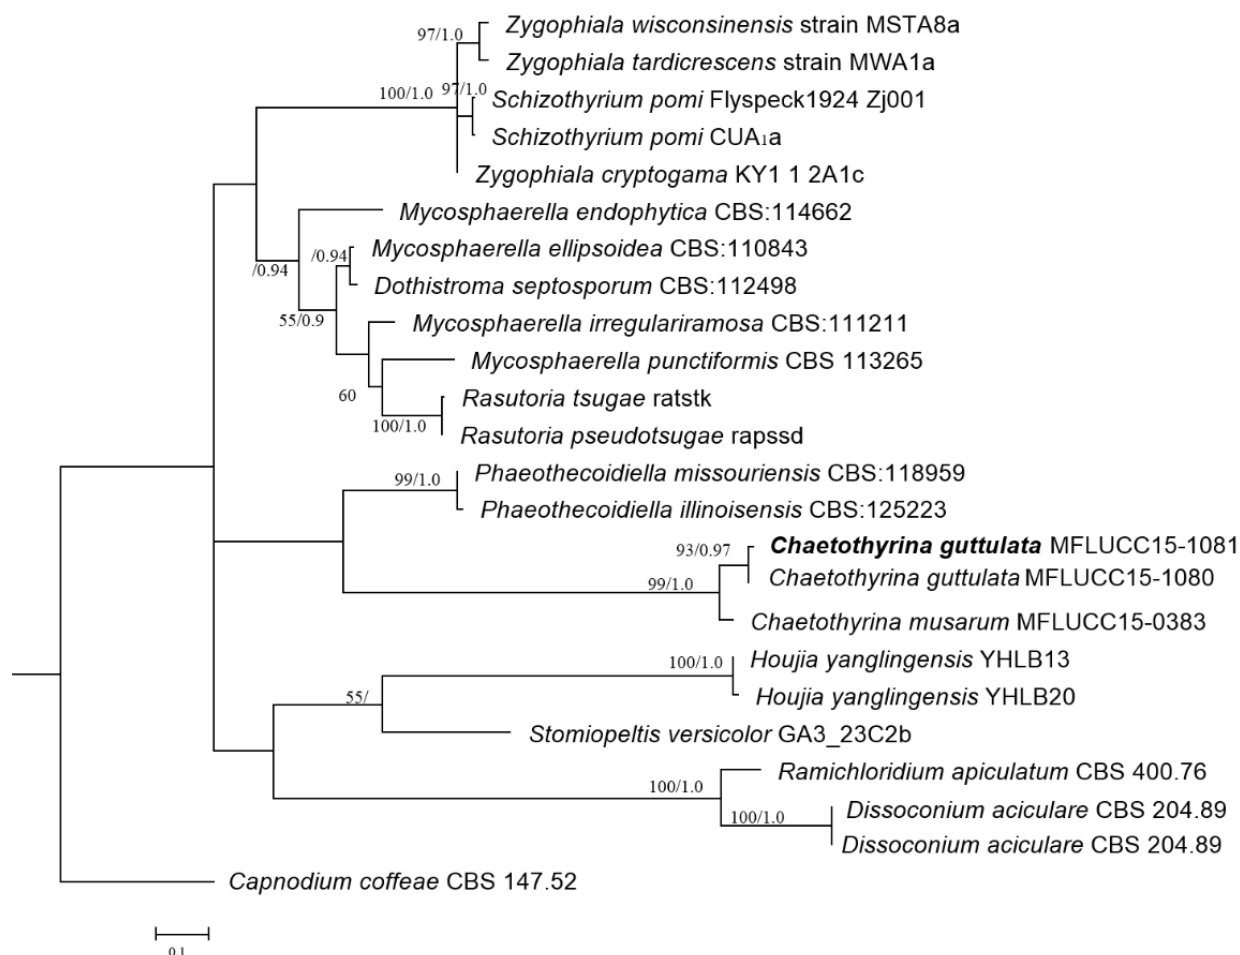 Zygophiala wisconsinensis strain MSTA8a
97/1.0
Zygophiala tardicrescens strain MWA1a
100/1.0
97/1.0
Schizothyrium pomi Flyspeck1924 Zj001
Schizothyrium pomi CUA1a
Zygophiala cryptogama KY1 1 2A1c
Mycosphaerella endophytica CBS:114662
/0.94
/0.94
Mycosphaerella ellipsoidea CBS:110843
Dothistroma septosporum CBS:112498
55/0.9
Mycosphaerella irregulariramosa CBS:111211
Mycosphaerella punctiformis CBS 113265
60
Rasutoria tsugae ratstk
100/1.0
Rasutoria pseudotsugae rapssd
99/1.0
Phaeothecoidiella missouriensis CBS:118959
Phaeothecoidiella illinoisensis CBS:125223
93/0.97
Chaetothyrina guttulata MFLUCC15-1081
99/1.0
Chaetothyrina guttulata MFLUCC15-1080
Chaetothyrina musarum MFLUCC15-0383
100/1.0
Houjia yanglingensis YHLB13
55/
Houjia yanglingensis YHLB20
Stomiopeltis versicolor GA3_23C2b
100/1.0
Ramichloridium apiculatum CBS 400.76
100/1.0
Dissoconium aciculare CBS 204.89
Dissoconium aciculare CBS 204.89
Capnodium coffeae CBS 147.52
0.1